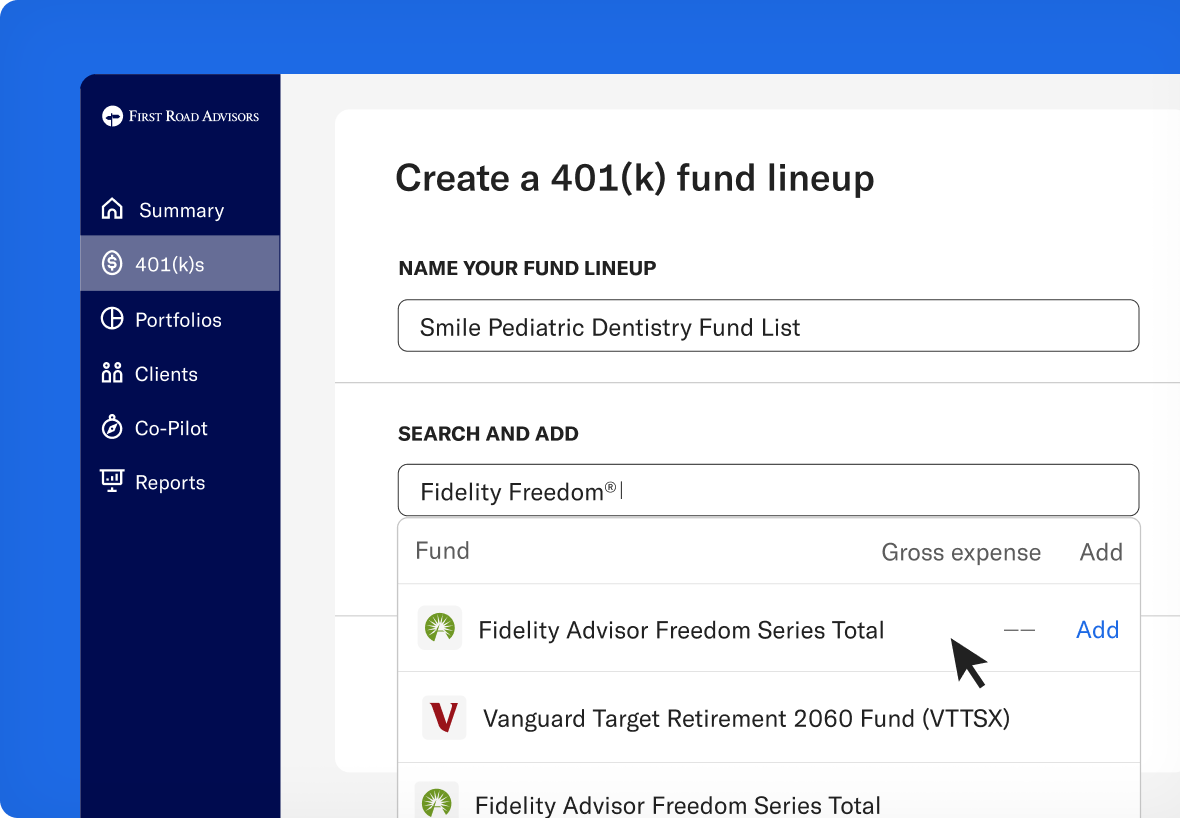 FIRST ROAD ADVISORS
Summary
401(k)s
Portfolios
Clients
Co-Pilot
Reports
Create a 401(k) fund lineup
NAME YOUR FUND LINEUP
Smile Pediatric Dentistry Fund List
SEARCH AND ADD
Fidelity Freedom®
Fund Gross expense Add
Fidelity Advisor Freedom Series Total —— Add
Vanguard Target Retirement 2060 Fund (VTTSX)
Fidelity Advisor Freedom Series Total